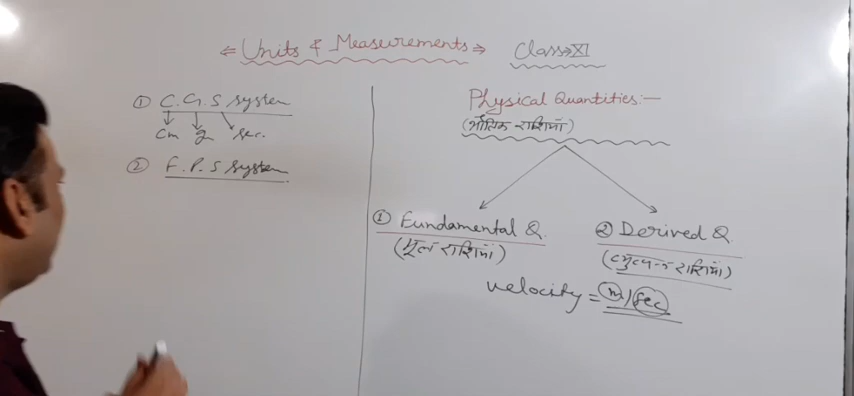 ⇐ Units & Measurements ⇒ Class→XI
① C.G.S system
cm g sec.
② F.P.S system
Physical Quantities:—
(भौतिक राशियाँ)
① Fundamental Q.
(मूल राशियाँ)
② Derived Q.
(व्युत्पन्न राशियाँ)
velocity = m/sec